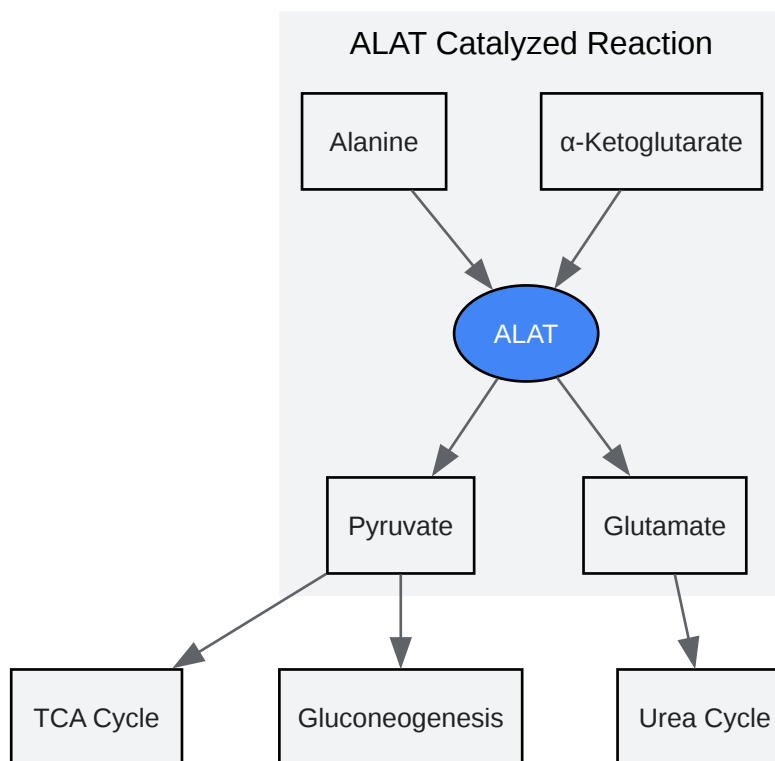 ALAT Catalyzed Reaction
Alanine
α-Ketoglutarate
ALAT
Pyruvate
Glutamate
TCA Cycle
Gluconeogenesis
Urea Cycle